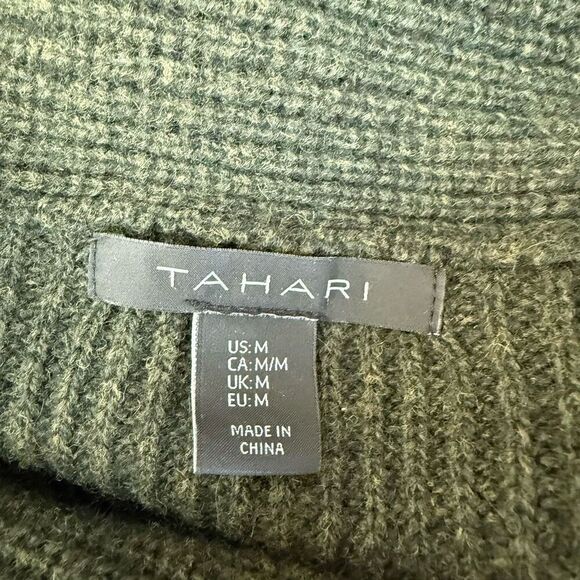 TAHARI
US: M
CA: M/M
UK: M
EU: M
MADE IN
CHINA